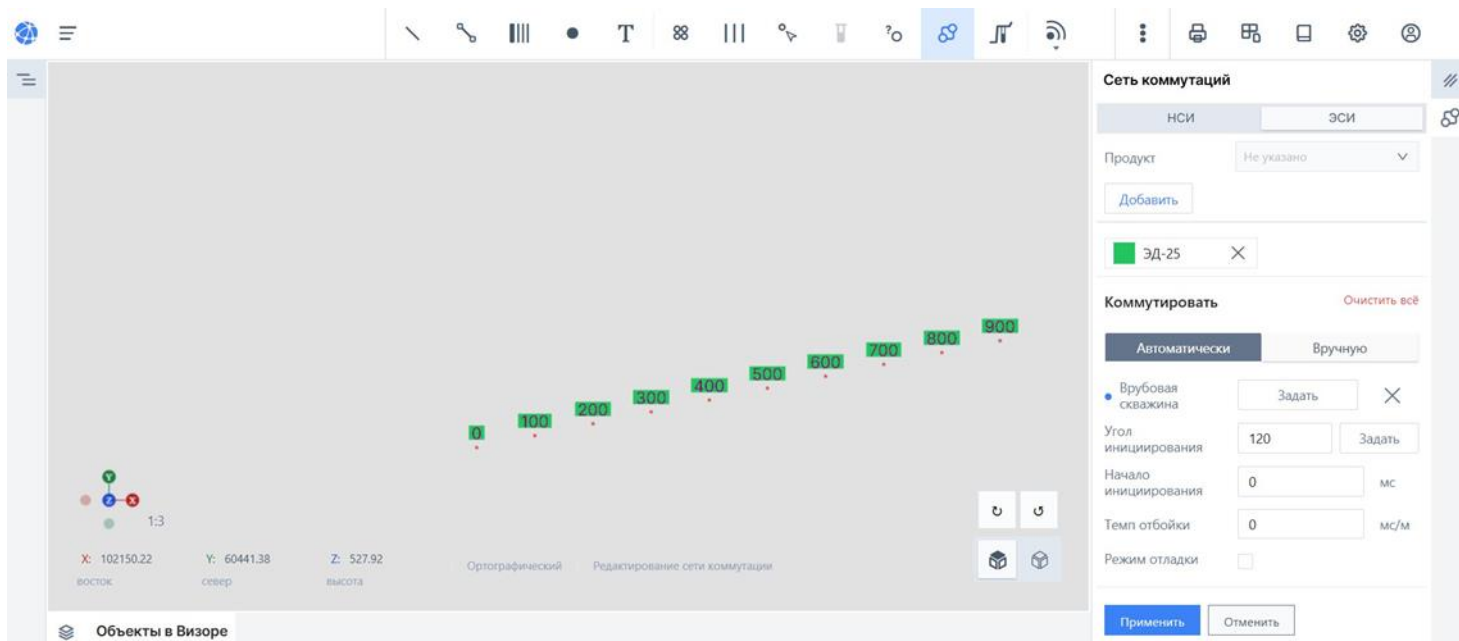 T
Сеть коммутаций
НСИ ЭСИ
Продукт Не указано
Добавить
ЭД-25
Коммутировать Очистить всё
Автоматически Вручную
Врубовая скважина Задать
Угол инициирования 120 Задать
Начало инициирования 0 мс
Темп отбойки 0 мс/м
Режим отладки
Применить Отменить
900
800
700
600
500
400
300
200
100
0
Y
Z X
1:3
X: 102150.22 Y: 60441.38 Z: 527.92 Ортографический Редактирование сети коммутации
восток север высота
Объекты в Визоре